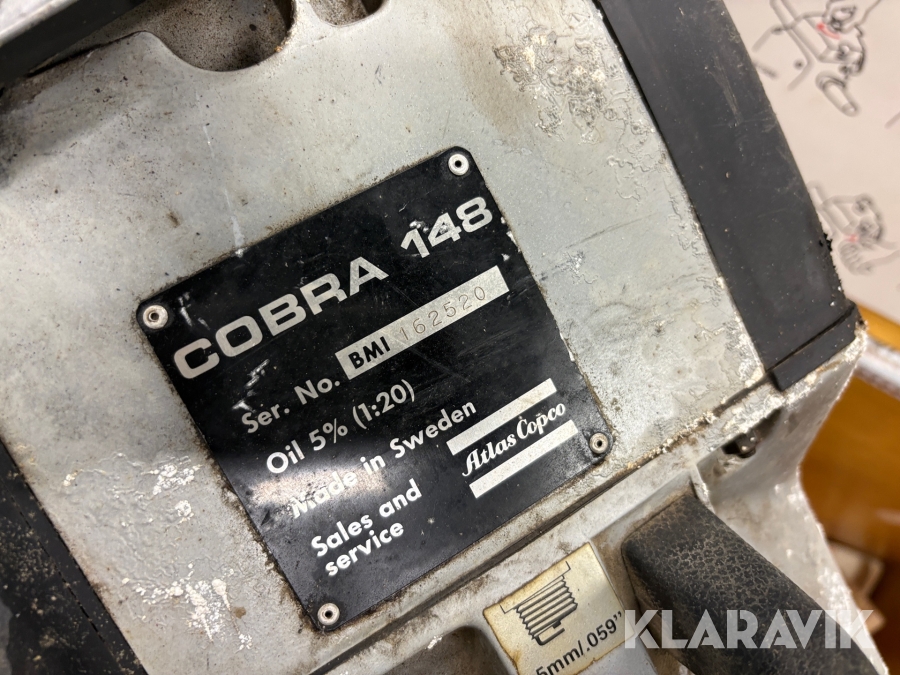 COBRA 148
Ser. No. BMI 162520
Oil 5% (1:20)
Made in Sweden
Sales and
service
Atlas Copco
5mm/.059"
KLARAVIK